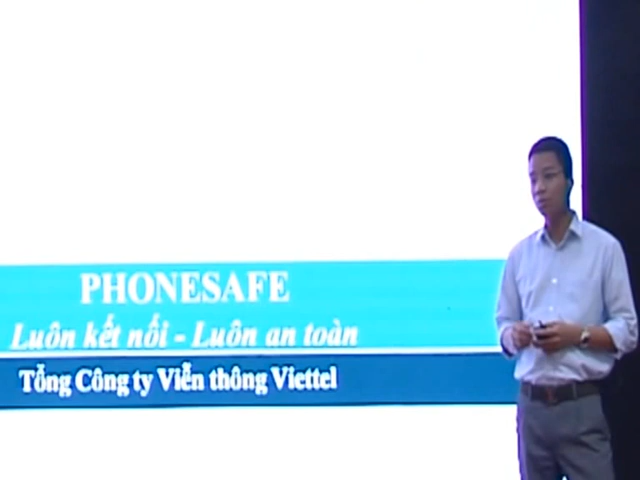 PHONESAFE
Luôn kết nối - Luôn an toàn
Tổng Công ty Viễn thông Viettel